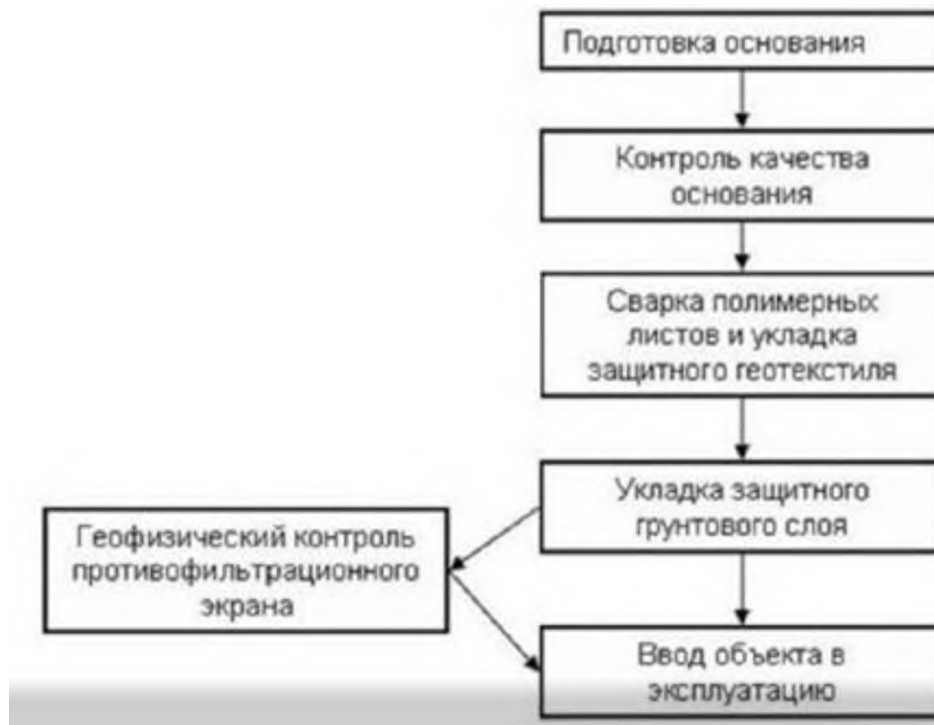 Подготовка основания
Контроль качества
основания
Сварка полимерных
листов и укладка
защитного геотекстиля
Укладка защитного
грунтового слоя
Геофизический контроль
противофильтрационного
экрана
Ввод объекта в
эксплуатацию